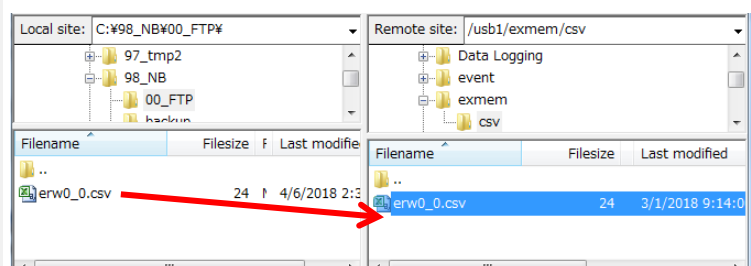 Local site: C:¥98_NB¥00_FTP¥
97_tmp2
98_NB
00_FTP
backup
Filename Filesize F Last modifie
..
erw0_0.csv 24 M 4/6/2018 2:3
Remote site: /usb1/exmem/csv
Data Logging
event
exmem
csv
Filename Filesize Last modified
..
erw0_0.csv 24 3/1/2018 9:14:0